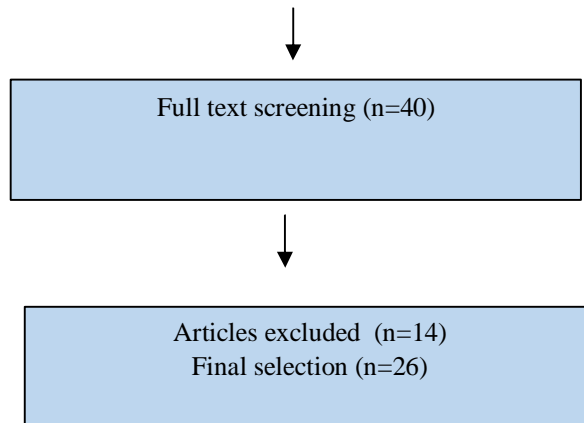 Full text screening (n=40)
Articles excluded (n=14)
Final selection (n=26)